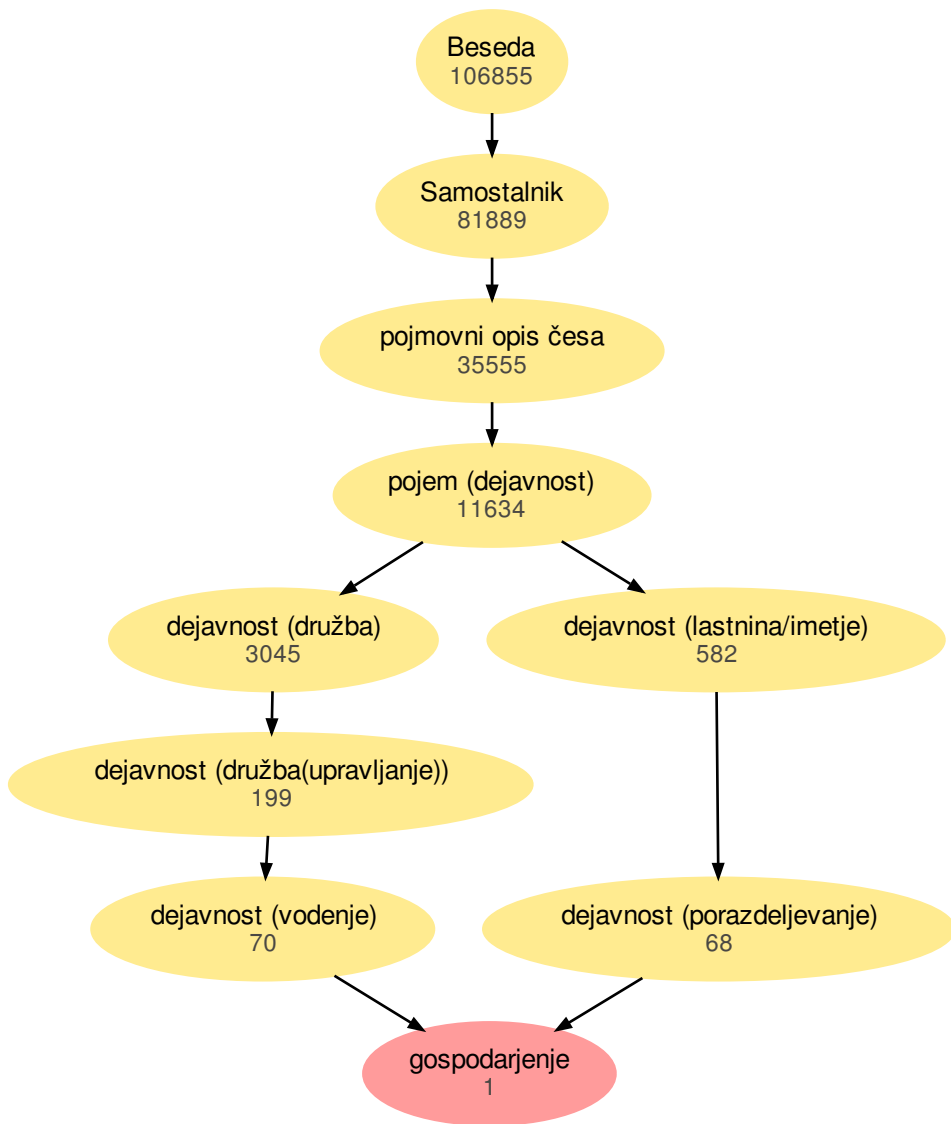 Beseda
106855
Samostalnik
81889
pojmovni opis česa
35555
pojem (dejavnost)
11634
dejavnost (družba)
3045
dejavnost (lastnina/imetje)
582
dejavnost (družba(upravljanje))
199
dejavnost (vodenje)
70
dejavnost (porazdeljevanje)
68
gospodarjenje
1